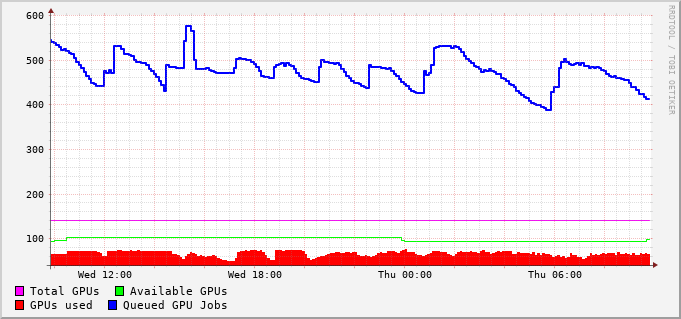 600
500
400
300
200
100
Wed 12:00 Wed 18:00 Thu 00:00 Thu 06:00
Total GPUs Available GPUs
GPUs used Queued GPU Jobs
RRDTOOL / TOBI OETIKER